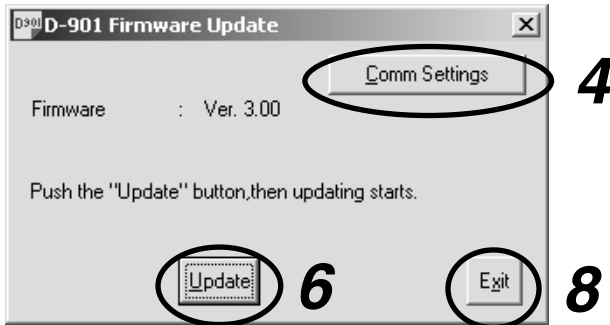 D901 D-901 Firmware Update
Comm Settings 4
Firmware : Ver. 3.00
Push the "Update" button,then updating starts.
Update 6 Exit 8